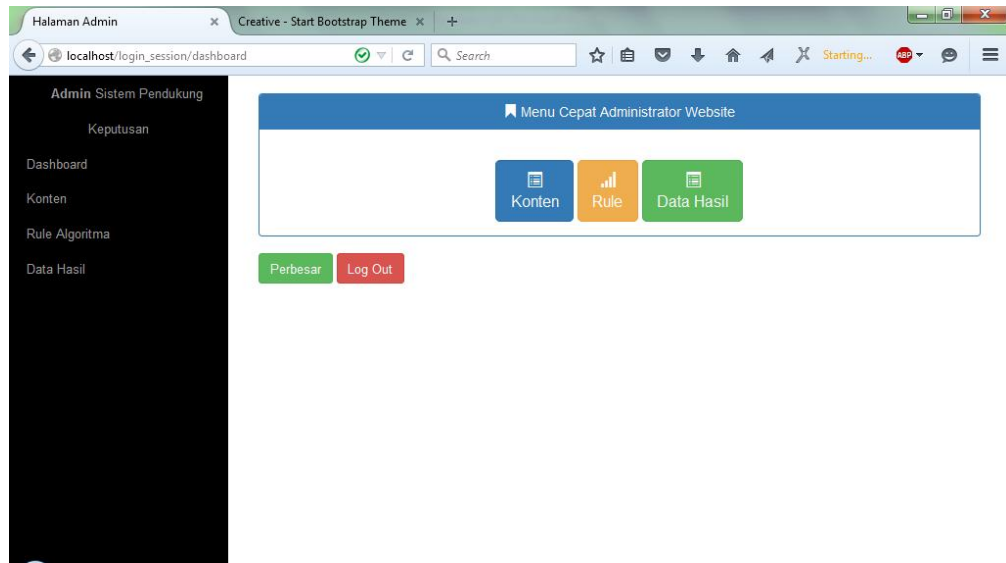 Halaman Admin
Creative - Start Bootstrap Theme
localhost/login_session/dashboard
Search
Starting...
ABP
Admin Sistem Pendukung
Keputusan
Dashboard
Konten
Rule Algoritma
Data Hasil
Menu Cepat Administrator Website
Konten
Rule
Data Hasil
Perbesar
Log Out